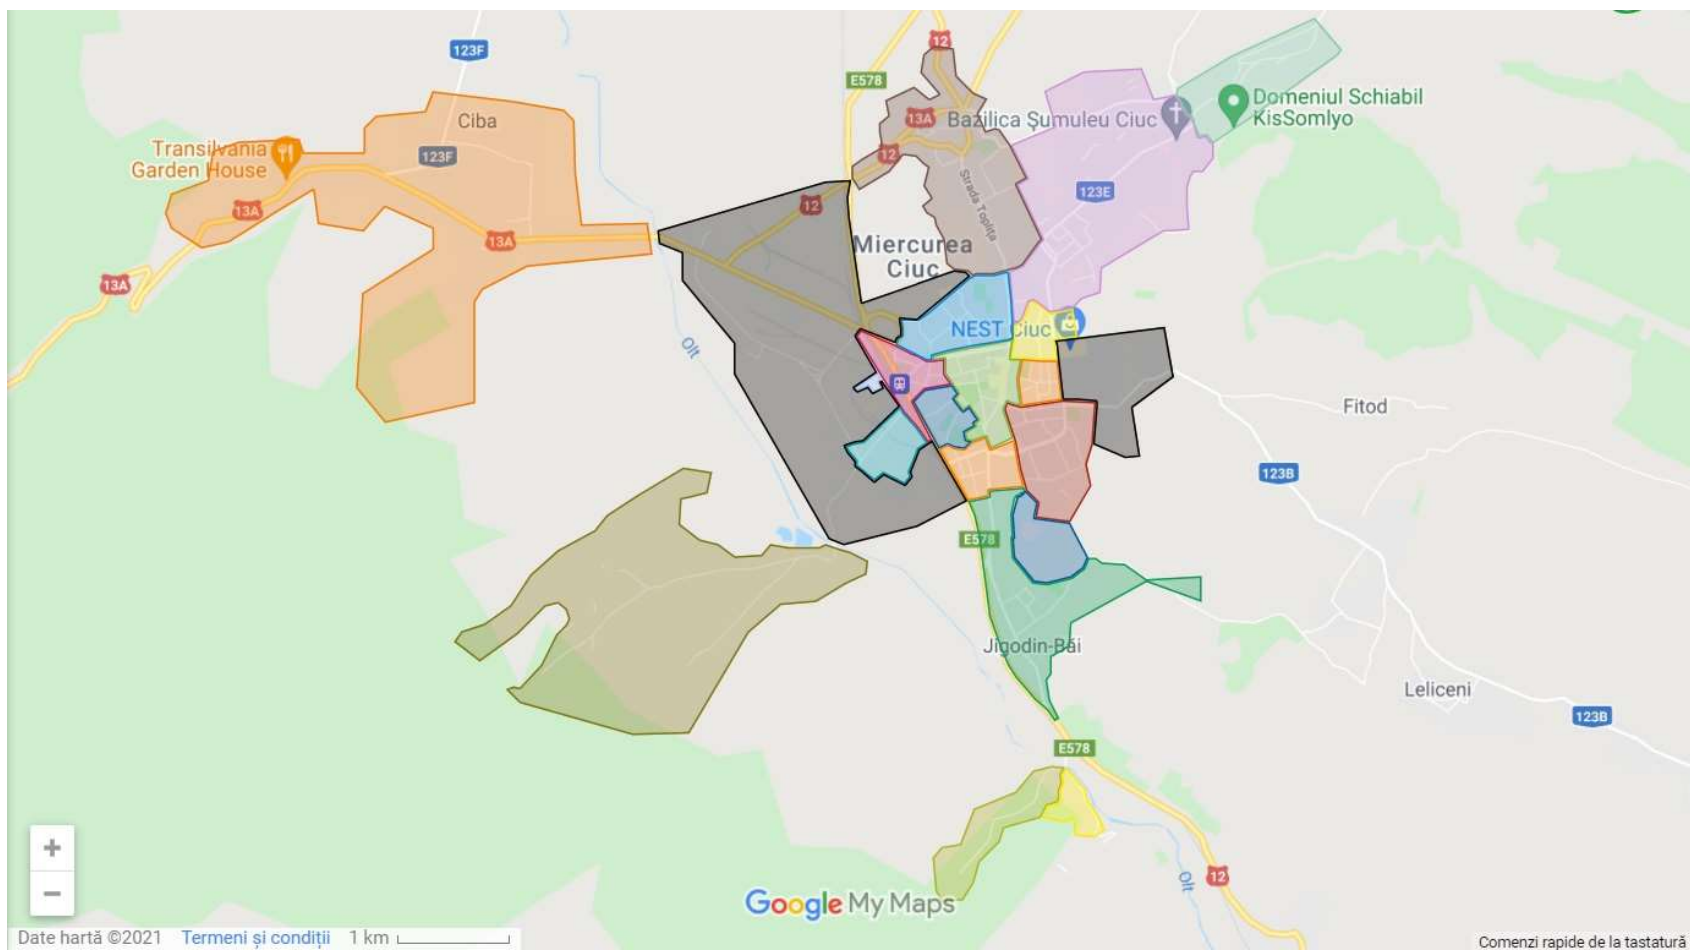 12
123F
E578
Ciba
13A
Bazilica Șumuleu Ciuc
Domeniul Schiabil
KisSomlyo
Transilvania
Garden House
123F
12
Strada Toplița
123E
13A
12
13A
Miercurea
Ciuc
13A
NEST Ciuc
Olt
Fitod
123B
E578
Jigodin-Băi
Leliceni
123B
E578
Olt
12
Google My Maps
Date hartă ©2021 Termeni și condiții 1 km
Comenzi rapide de la tastatură